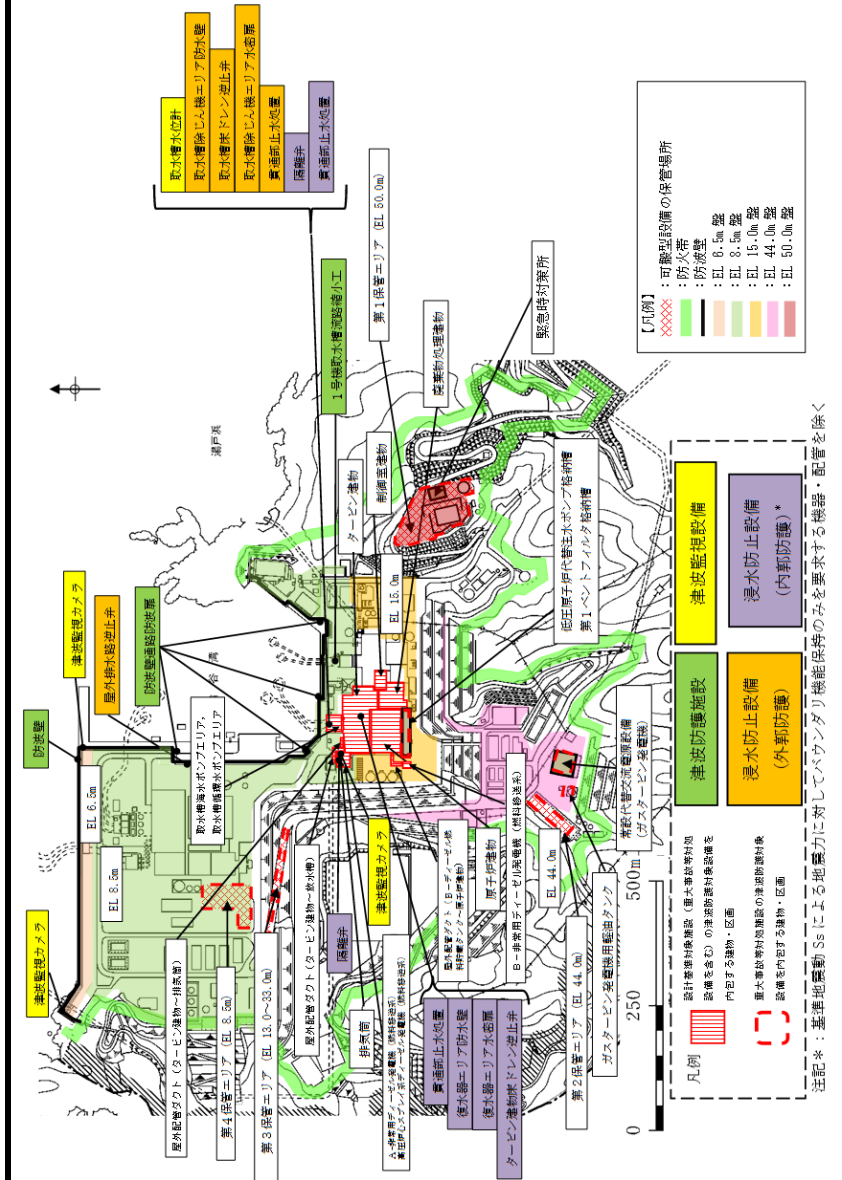 津波監視カメラ
防波壁
津波監視カメラ
屋外排水路逆止弁
防波壁通路防波扉
EL 6.5m
EL 8.5m
取水槽海水ポンプエリア,
取水槽循環水ポンプエリア
湯戸浜
谷湾
1号機取水槽流路縮小工
取水槽水位計
取水槽除じん機エリア防水壁
取水槽床ドレン逆止弁
取水槽除じん機エリア水密扉
貫通部止水処置
隔離弁
貫通部止水処置
屋外配管ダクト(タービン建物~排気筒)
第4保管エリア(EL 8.5m)
第3保管エリア(EL 13.0~33.0m)
屋外配管ダクト(タービン建物~放水槽)
隔離弁
排気筒
A-非常用ディーゼル発電機(燃料移送系)
高圧炉心スプレイ系ディーゼル発電機(燃料移送系)
津波監視カメラ
貫通部止水処置
復水器エリア防水壁
復水器エリア水密扉
タービン建物床ドレン逆止弁
タービン建物
制御室建物
EL 15.0m
第1保管エリア(EL 50.0m)
廃棄物処理建物
緊急時対策所
低圧原子炉代替注水ポンプ格納槽
第1ベントフィルタ格納槽
屋外配管ダクト(B-ディーゼル燃
料貯蔵タンク~原子炉建物)
原子炉建物
B-非常用ディーゼル発電機(燃料移送系)
EL 44.0m
第2保管エリア(EL 44.0m)
ガスタービン発電機用軽油タンク
常設代替交流電源設備
(ガスタービン発電機)
0
250
500m
【凡例】
:可搬型設備の保管場所
:防火帯
:防波壁
:EL 6.5m 盤
:EL 8.5m 盤
:EL 15.0m 盤
:EL 44.0m 盤
:EL 50.0m 盤
凡例
設計基準対象施設(重大事故等対処
設備を含む)の津波防護対象設備を
内包する建物・区画
重大事故等対処施設の津波防護対象
設備を内包する建物・区画
津波防護施設
津波監視設備
浸水防止設備
(外郭防護)
浸水防止設備
(内郭防護)*
注記*:基準地震動 Ss による地震力に対してバウンダリ機能保持のみを要求する機器・配管を除く